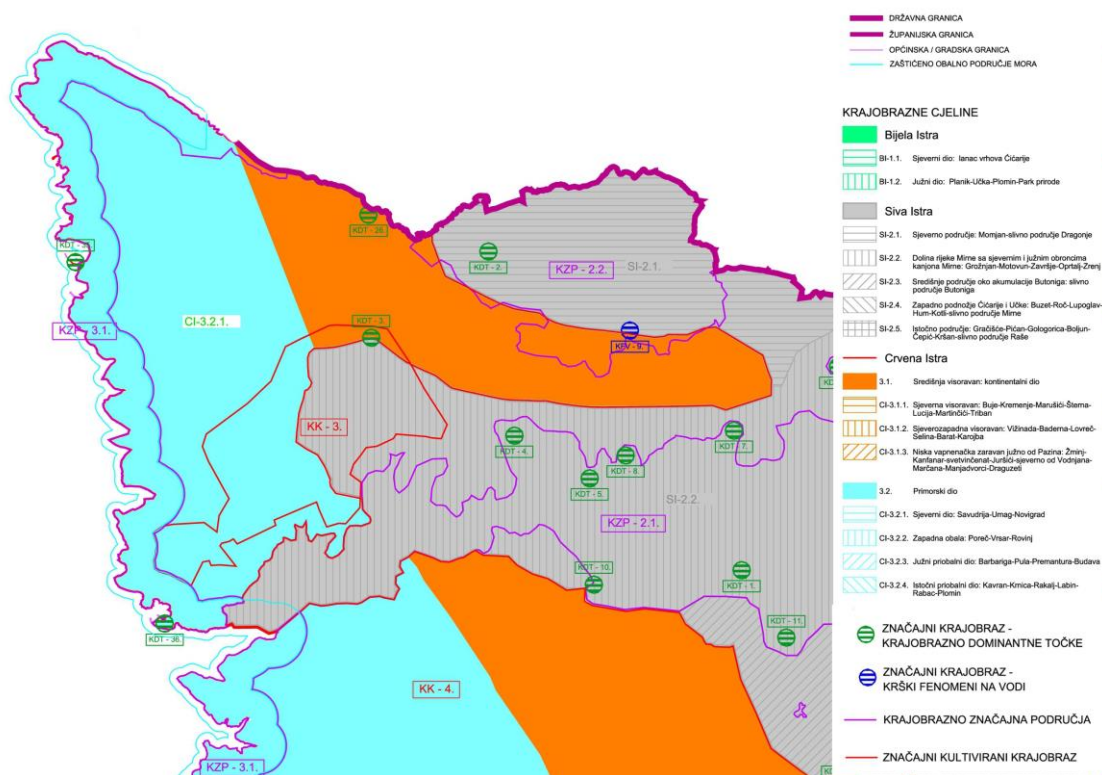 DRŽAVNA GRANICA
ŽUPANIJSKA GRANICA
OPĆINSKA / GRADSKA GRANICA
ZAŠTIĆENO OBALNO PODRUČJE MORA
KRAJOBRAZNE CJELINE
Bijela Istra
BI-1.1. Sjeverni dio: lanac vrhova Ćićarije
BI-1.2. Južni dio: Planik-Učka-Plomin-Park prirode
Siva Istra
SI-2.1. Sjeverno područje: Momjan-slivno područje Dragonje
SI-2.2. Dolina rijeke Mirne sa sjevernim i južnim obroncima
kanjona Mirne: Grožnjan-Motovun-Završje-Oprtalj-Zrenj
SI-2.3. Središnje područje oko akumulacije Butoniga: slivno
područje Butoniga
SI-2.4. Zapadno podnožje Ćićarije i Učke: Buzet-Roč-Lupoglav-
Hum-Kotli-slivno područje Mirne
SI-2.5. Istočno područje: Gračišće-Pićan-Gologorica-Boljun-
Čepić-Kršan-slivno područje Raše
Crvena Istra
3.1. Središnja visoravan: kontinentalni dio
CI-3.1.1. Sjeverna visoravan: Buje-Kremenje-Marušići-Šterna-
Lucija-Martinčići-Triban
CI-3.1.2. Sjeverozapadna visoravan: Vižinada-Baderna-Lovreč-
Selina-Barat-Karojba
CI-3.1.3. Niska vapnenačka zaravan južno od Pazina: Žminj-
Kanfanar-svetvinčenat-Juršići-sjeverno od Vodnjana-
Marčana-Manjadvorci-Draguzeti
3.2. Primorski dio
CI-3.2.1. Sjeverni dio: Savudrija-Umag-Novigrad
CI-3.2.2. Zapadna obala: Poreč-Vrsar-Rovinj
CI-3.2.3. Južni priobalni dio: Barbariga-Pula-Premantura-Budava
CI-3.2.4. Istočni priobalni dio: Kavran-Krnica-Rakalj-Labin-
Rabac-Plomin
ZNAČAJNI KRAJOBRAZ -
KRAJOBRAZNO DOMINANTNE TOČKE
ZNAČAJNI KRAJOBRAZ -
KRŠKI FENOMENI NA VODI
KRAJOBRAZNO ZNAČAJNA PODRUČJA
ZNAČAJNI KULTIVIRANI KRAJOBRAZ
KDT - 2.
KZP - 2.2.
SI-2.1.
KZP - 3.1.
CI-3.2.1.
KDT - 3.
KFV - 9.
KK - 3.
KDT - 4.
KDT - 7.
KDT - 8.
KDT - 5.
SI-2.2.
KZP - 2.1.
KDT - 10.
KDT - 1.
KDT - 36.
KDT - 11.
KK - 4.
KZP - 3.1.